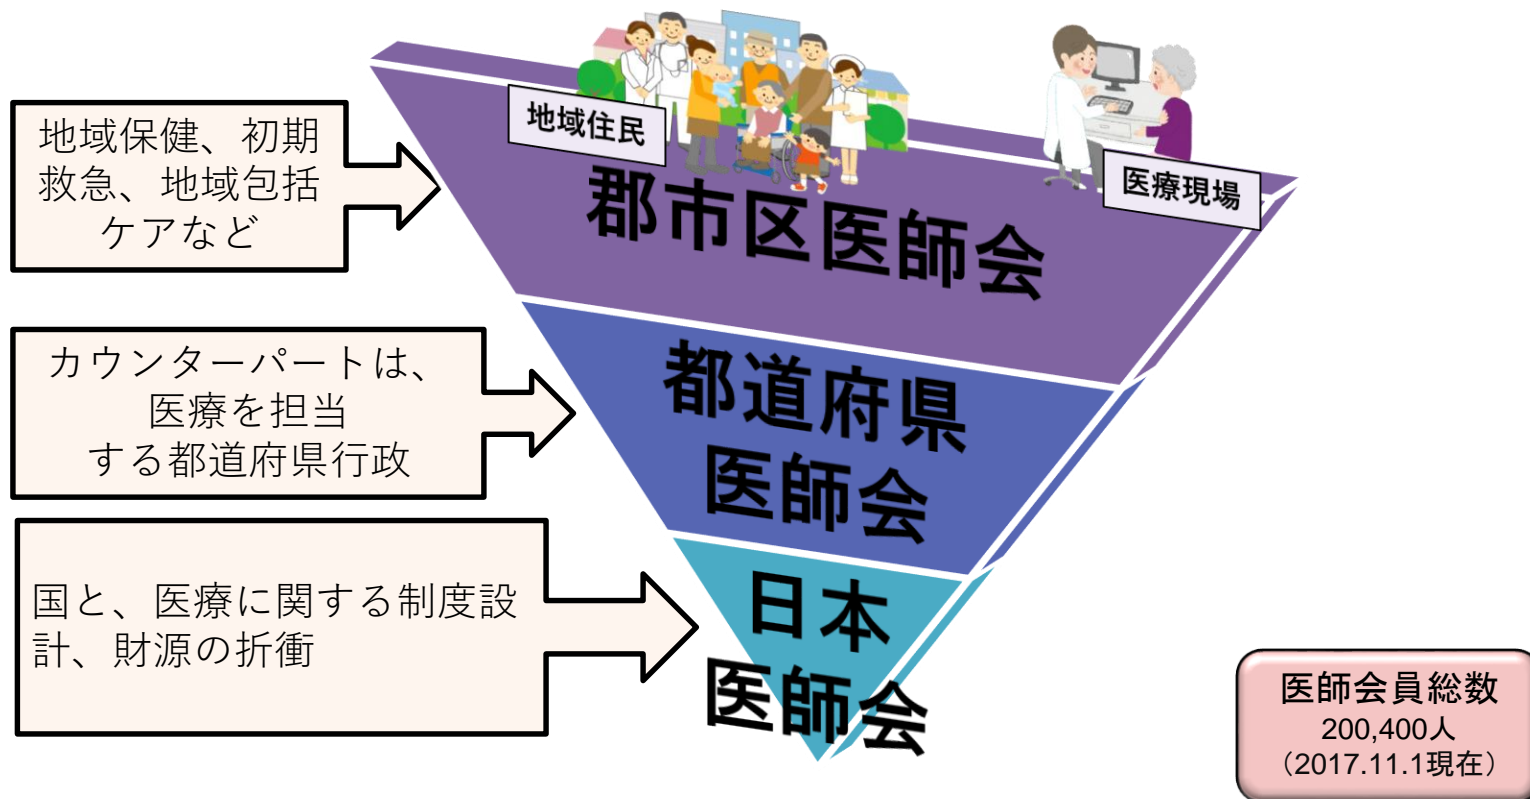 地域住民
医療現場
地域保健、初期
救急、地域包括
ケアなど
郡市区医師会
カウンターパートは、
医療を担当
する都道府県行政
都道府県
医師会
国と、医療に関する制度設
計、財源の折衝
日本
医師会
医師会員総数
200,400人
（2017.11.1現在）